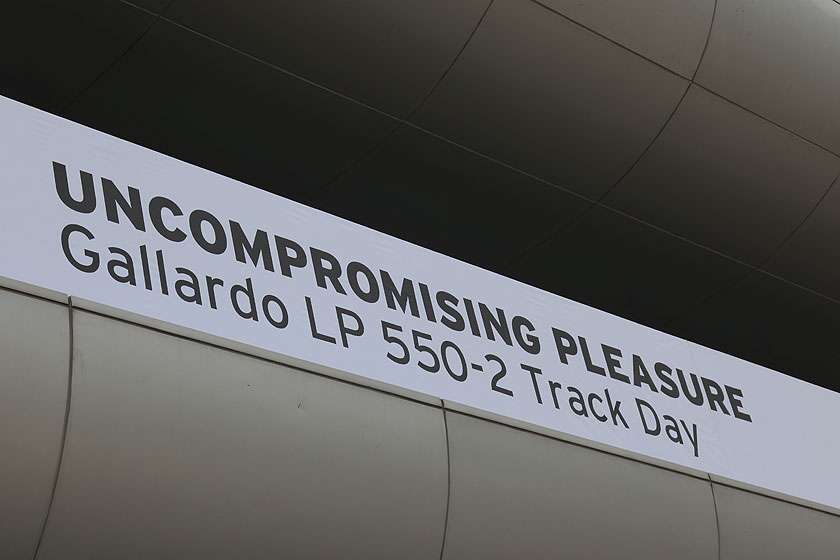 UNCOMPROMISING PLEASURE
Gallardo LP 550-2 Track Day